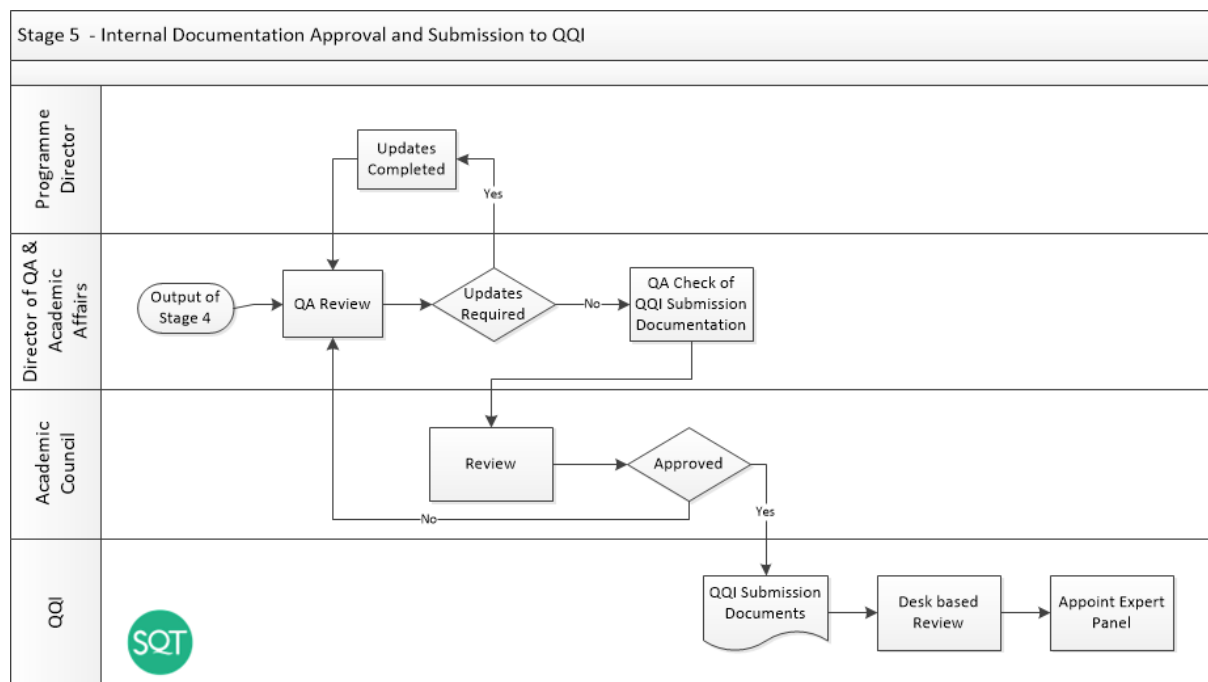 Stage 5  - Internal Documentation Approval and Submission to QQI
Programme
Director
Updates
Completed
Yes
Director of QA &
Academic
Affairs
Output of
Stage 4
QA Review
Updates
Required
No
QA Check of
QQI Submission
Documentation
Academic
Council
Review
Approved
No
Yes
QQI
SQT
QQI Submission
Documents
Desk based
Review
Appoint Expert
Panel